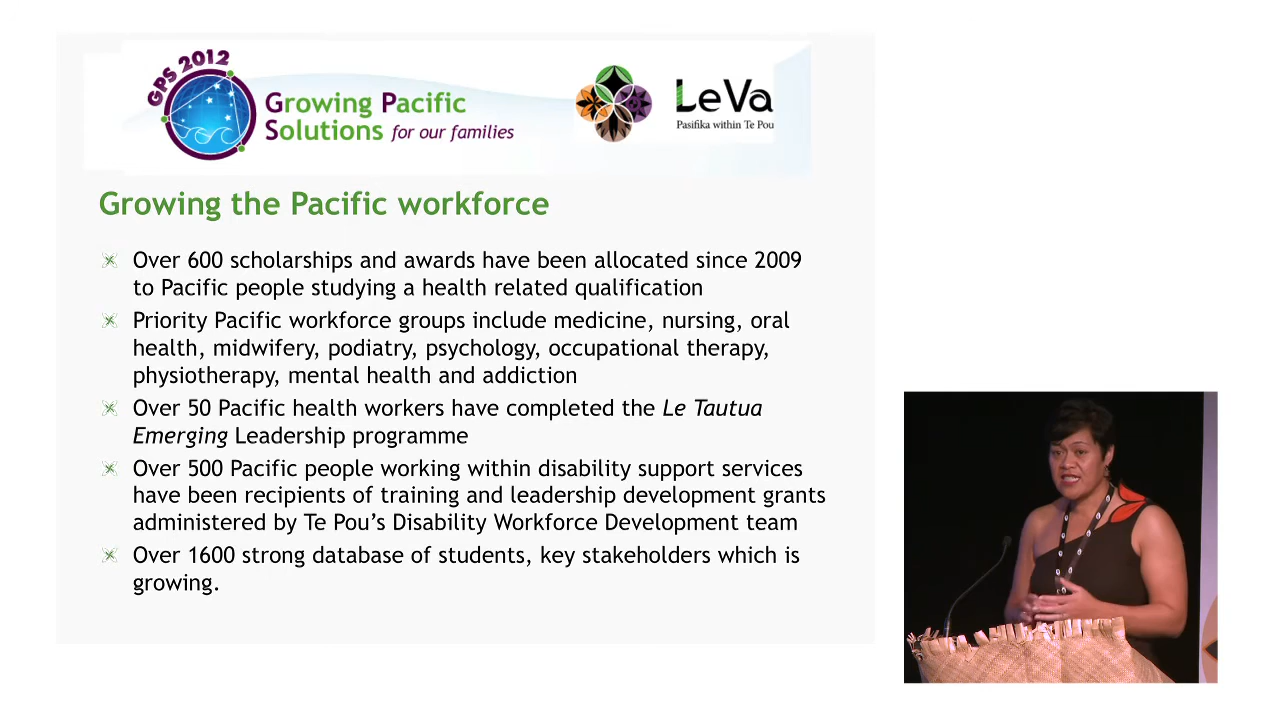 GPS 2012
Growing Pacific
Solutions for our families
Le Va
Pasifika within Te Pou
Growing the Pacific workforce
Over 600 scholarships and awards have been allocated since 2009
to Pacific people studying a health related qualification
Priority Pacific workforce groups include medicine, nursing, oral
health, midwifery, podiatry, psychology, occupational therapy,
physiotherapy, mental health and addiction
Over 50 Pacific health workers have completed the Le Tautua
Emerging Leadership programme
Over 500 Pacific people working within disability support services
have been recipients of training and leadership development grants
administered by Te Pou’s Disability Workforce Development team
Over 1600 strong database of students, key stakeholders which is
growing.